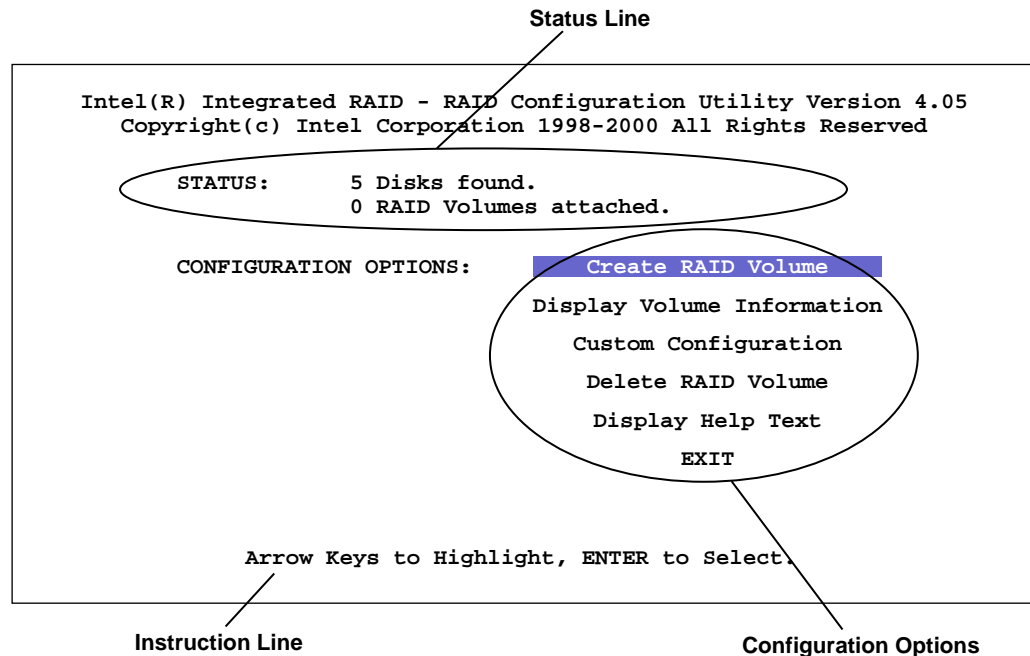 Status Line
Intel(R) Integrated RAID - RAID Configuration Utility Version 4.05
Copyright(c) Intel Corporation 1998-2000 All Rights Reserved
STATUS: 5 Disks found.
0 RAID Volumes attached.
CONFIGURATION OPTIONS: Create RAID Volume
Display Volume Information
Custom Configuration
Delete RAID Volume
Display Help Text
EXIT
Arrow Keys to Highlight, ENTER to Select.
Instruction Line
Configuration Options